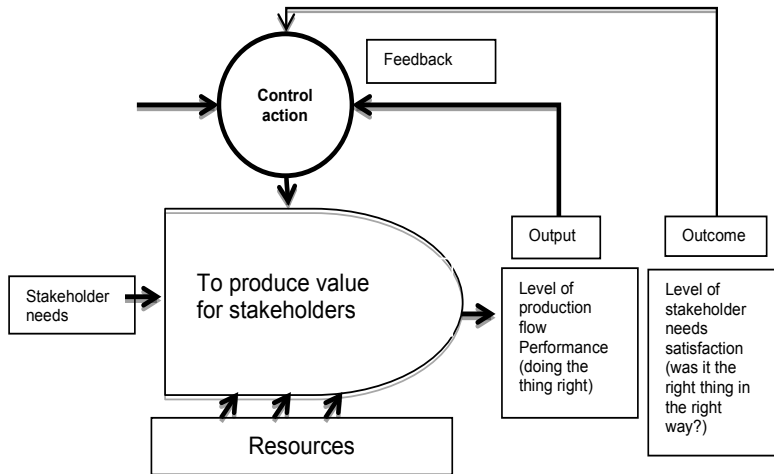 Feedback
Control
action
Output
Outcome
To produce value
for stakeholders
Stakeholder
needs
Level of
production
flow
Performance
(doing the
thing right)
Level of
stakeholder
needs
satisfaction
(was it the
right thing in
the right
way?)
Resources